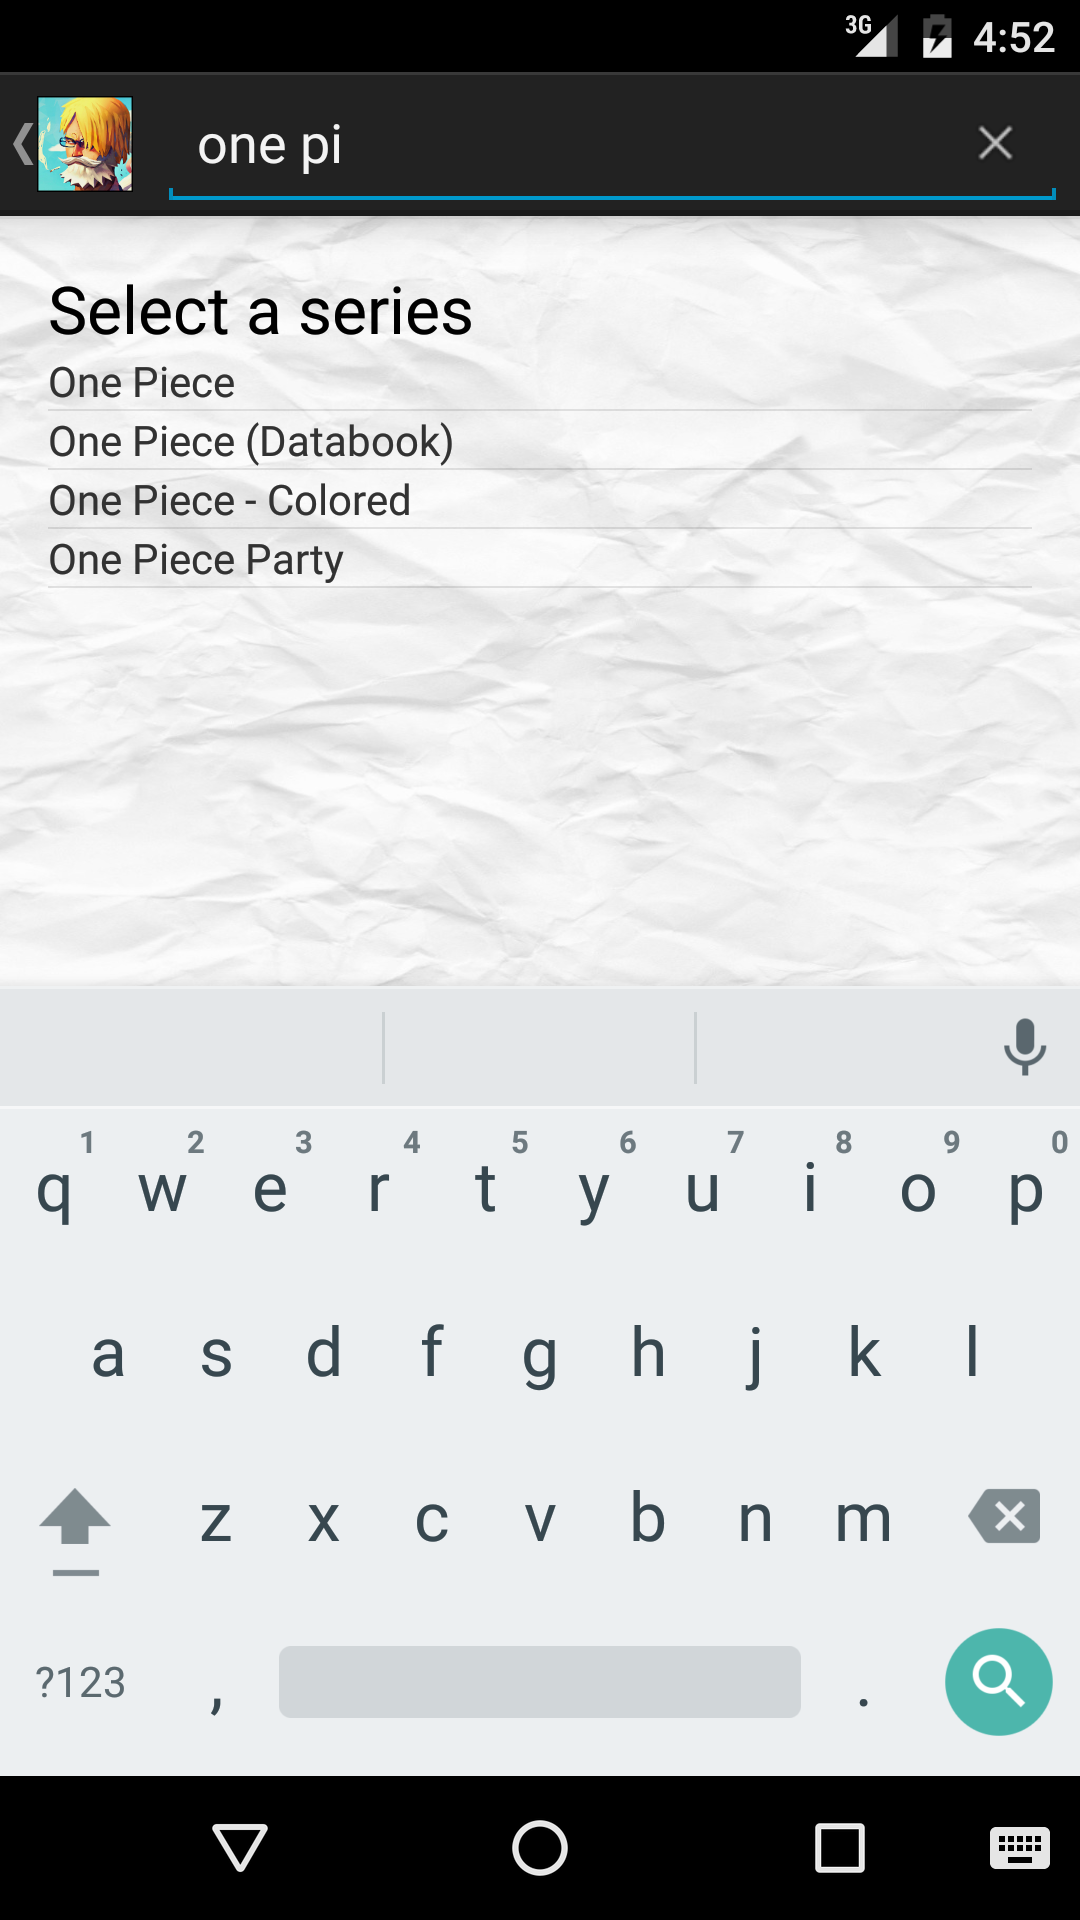 3G 4:52
one pi
Select a series
One Piece
One Piece (Databook)
One Piece - Colored
One Piece Party
1 2 3 4 5 6 7 8 9 0
q w e r t y u i o p
a s d f g h j k l
z x c v b n m
?123 , .